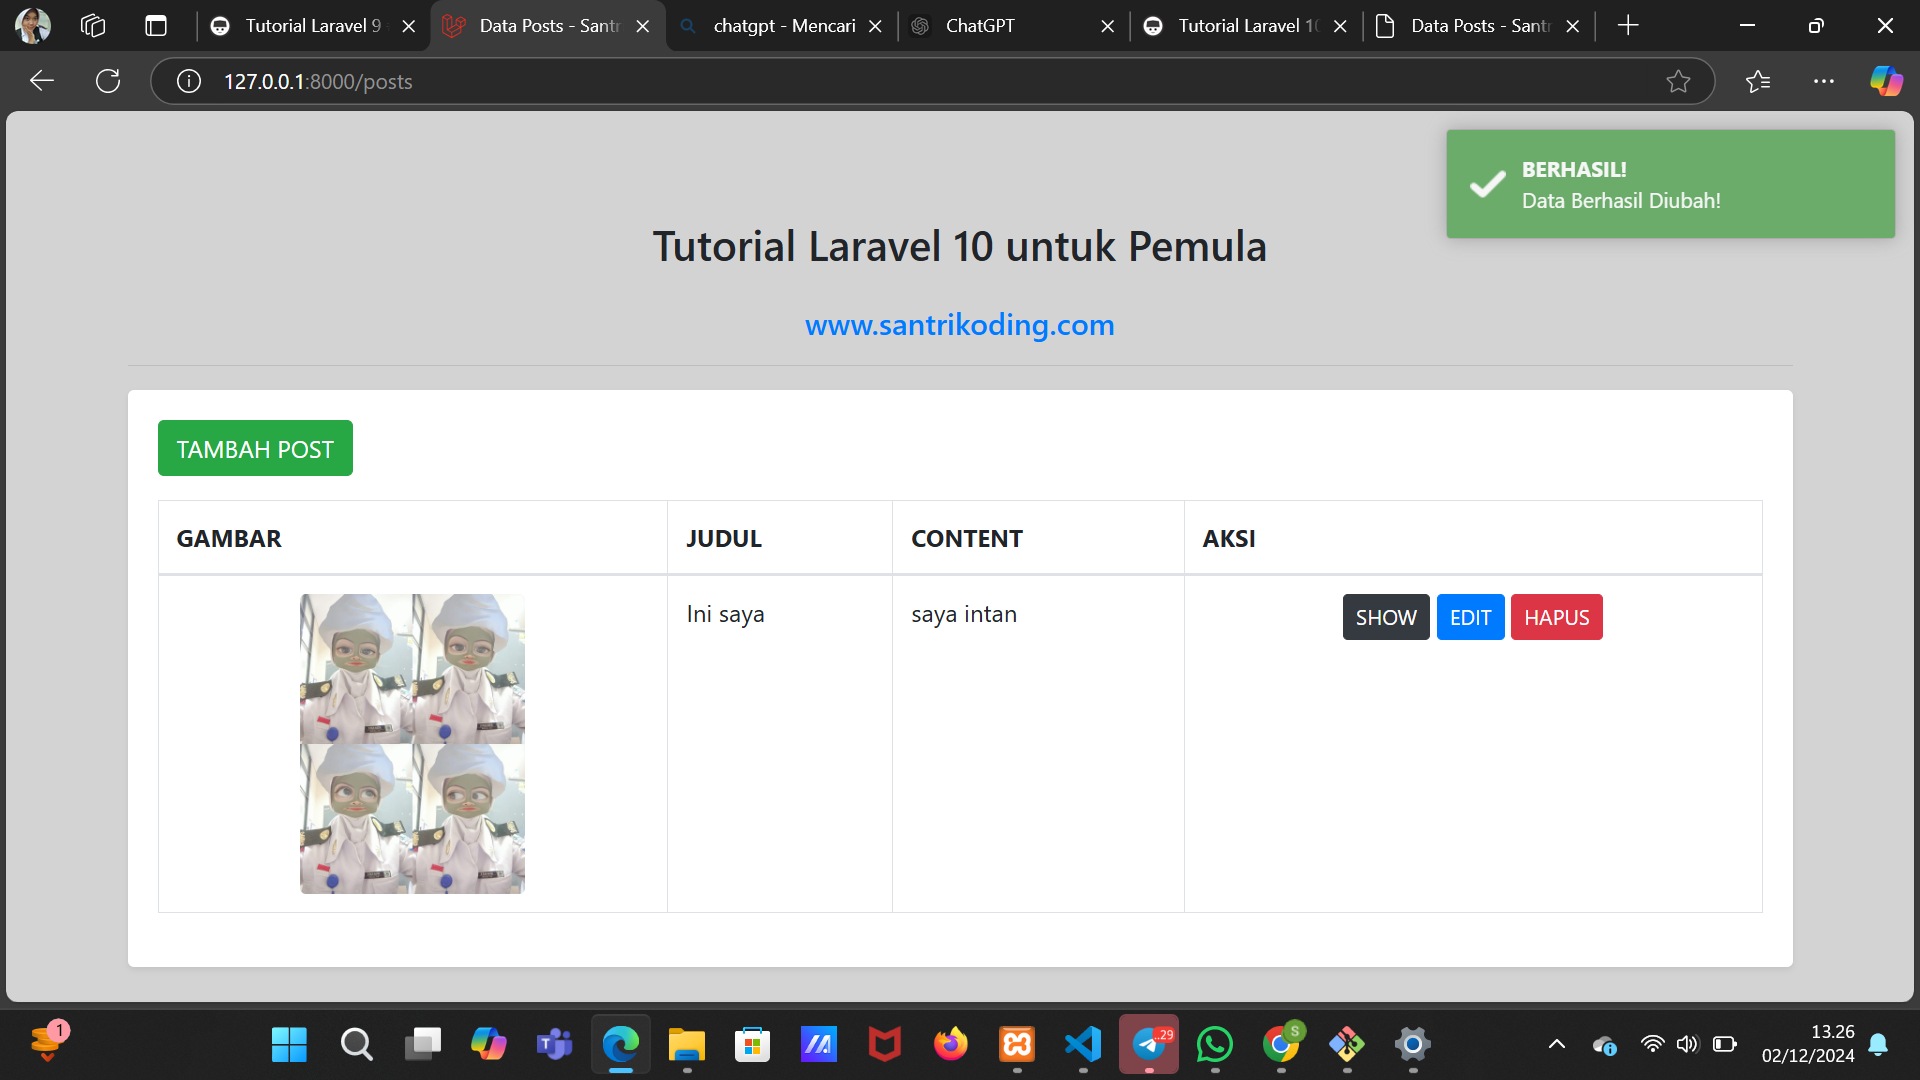 Tutorial Laravel 9
Data Posts - Santr
chatgpt - Mencari
ChatGPT
Tutorial Laravel 10
Data Posts - Santr
127.0.0.1:8000/posts
BERHASIL!
Data Berhasil Diubah!
Tutorial Laravel 10 untuk Pemula
www.santrikoding.com
TAMBAH POST
GAMBAR JUDUL CONTENT AKSI
Ini saya saya intan SHOW EDIT HAPUS
1
..29
S
13.26
02/12/2024